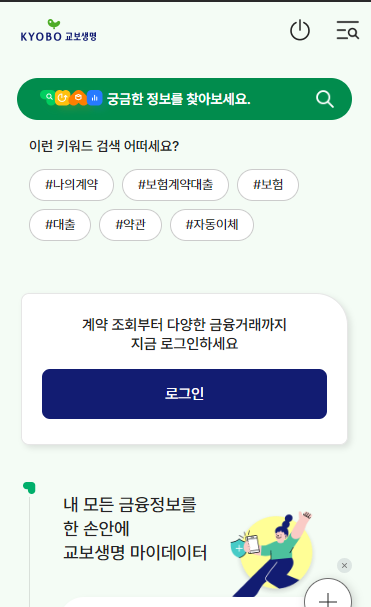 KYOBO 교보생명
궁금한 정보를 찾아보세요.
이런 키워드 검색 어떠세요?
#나의계약 #보험계약대출 #보험
#대출 #약관 #자동이체
계약 조회부터 다양한 금융거래까지
지금 로그인하세요
로그인
내 모든 금융정보를
한 손안에
교보생명 마이데이터